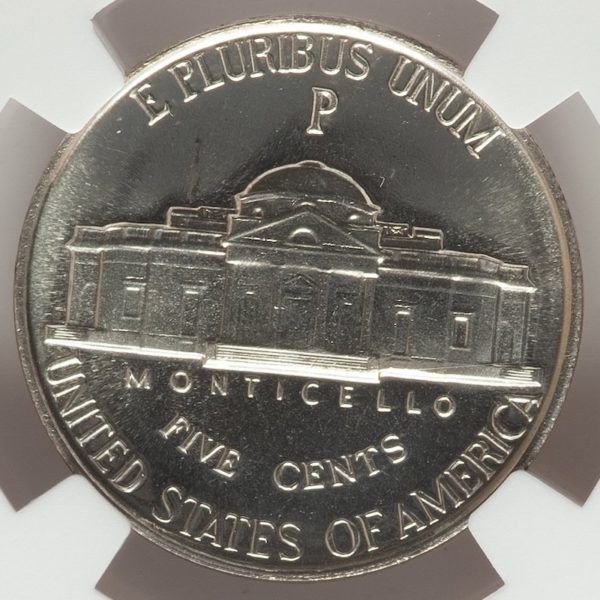 E PLURIBUS UNUM
P
MONTICELLO
FIVE CENTS
UNITED STATES OF AMERICA